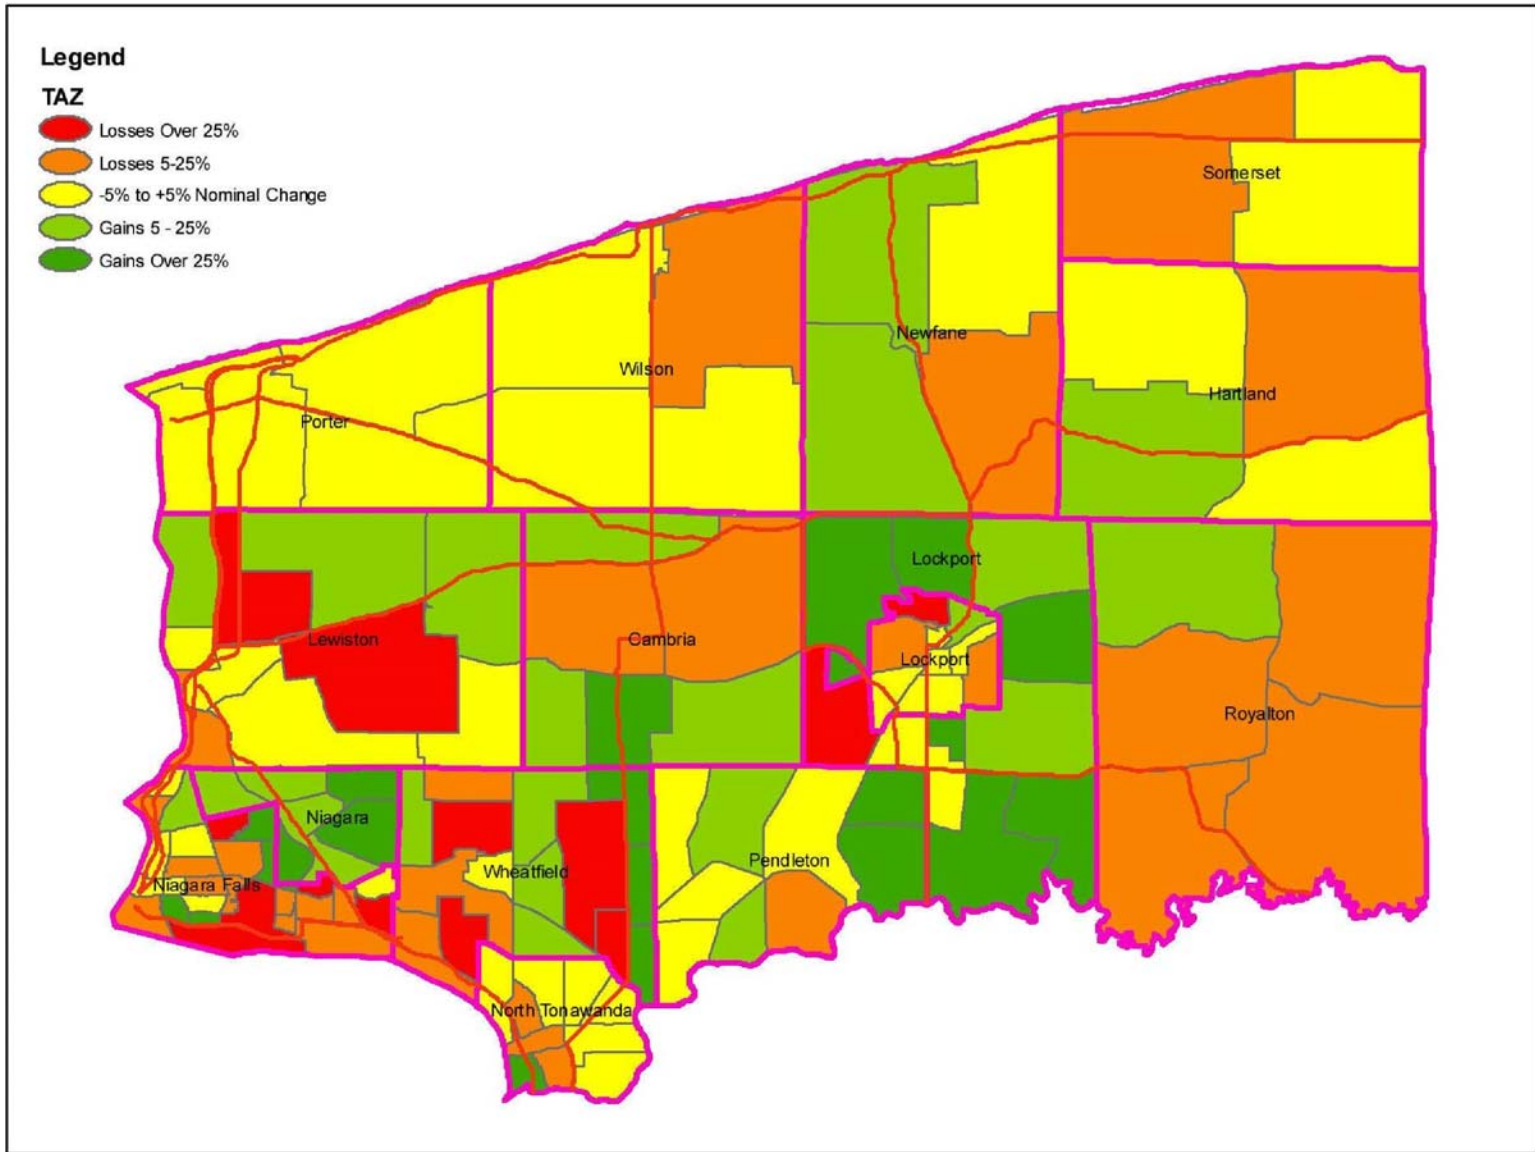 Legend
TAZ
Losses Over 25%
Losses 5-25%
-5% to +5% Nominal Change
Gains 5 - 25%
Gains Over 25%
Somerset
Newfane
Wilson
Hartland
Porter
Lockport
Lewiston
Cambria
Lockport
Royalton
Niagara
Pendleton
Wheatfield
Niagara Falls
North Tonawanda